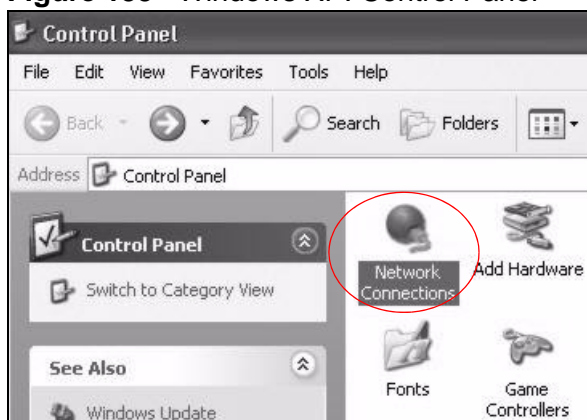 Control Panel
File Edit View Favorites Tools Help
Back Search Folders
Address Control Panel
Control Panel
Switch to Category View
See Also
Windows Update
Network Connections
Add Hardware
Fonts
Game Controllers